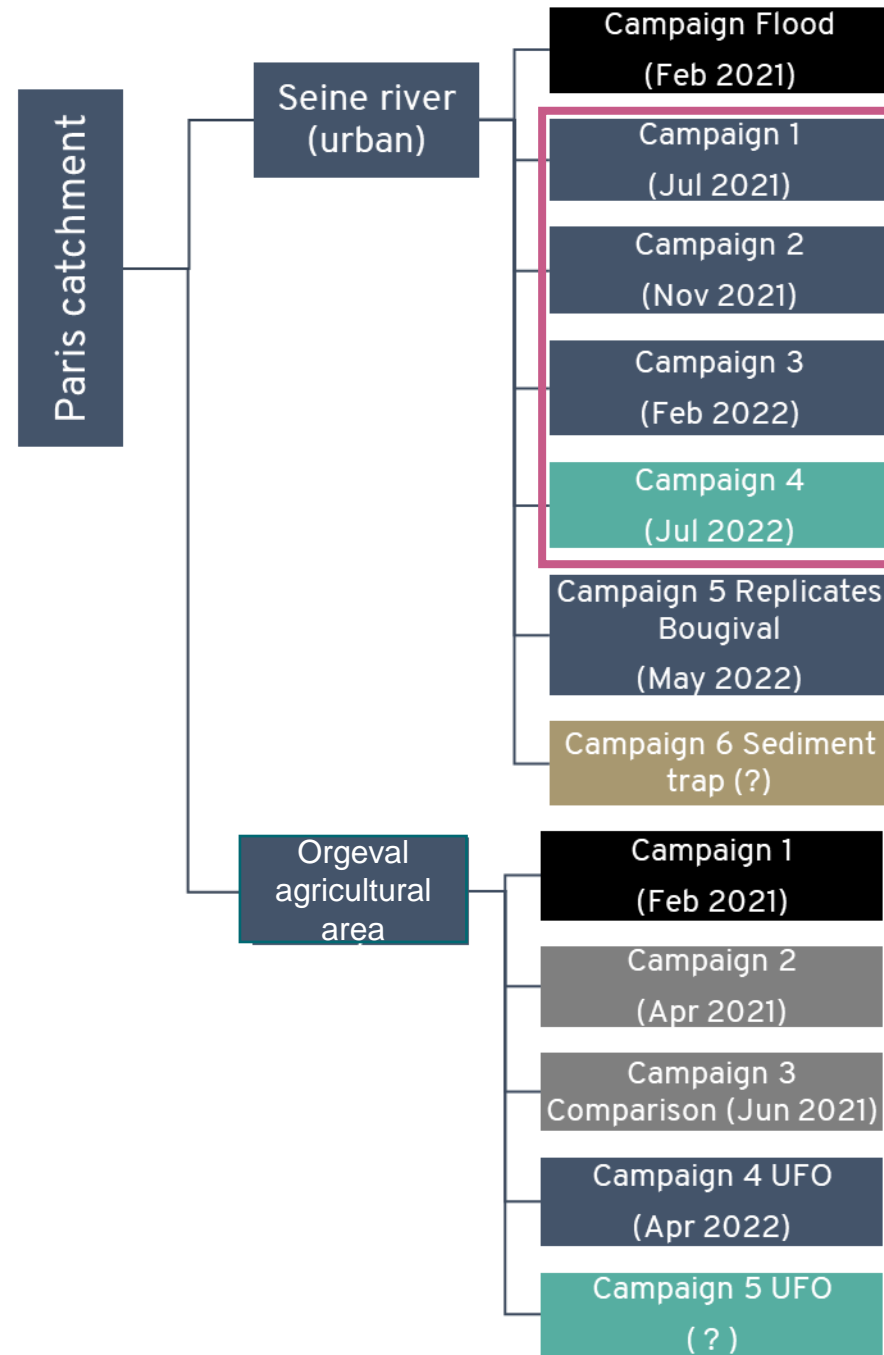 Paris catchment
Seine river
(urban)
Campaign Flood
(Feb 2021)
Campaign 1
(Jul 2021)
Campaign 2
(Nov 2021)
Campaign 3
(Feb 2022)
Campaign 4
(Jul 2022)
Campaign 5 Replicates
Bougival
(May 2022)
Campaign 6 Sediment
trap (?)
Orgeval
agricultural
area
Campaign 1
(Feb 2021)
Campaign 2
(Apr 2021)
Campaign 3
Comparison (Jun 2021)
Campaign 4 UFO
(Apr 2022)
Campaign 5 UFO
( ? )